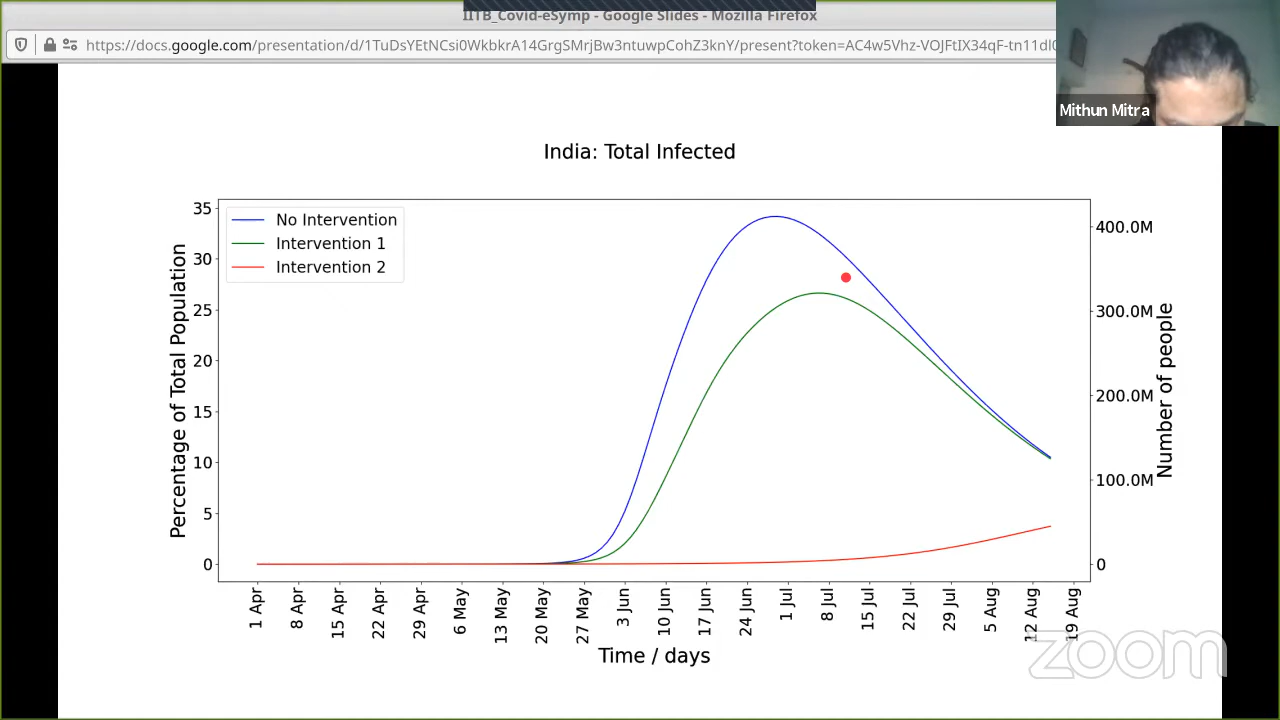 IITB_Covid-eSymp - Google Slides - Mozilla Firefox
https://docs.google.com/presentation/d/1TuDsYEtNCsi0WkbkrA14GrgSMrjBw3ntuwpCohZ3knY/present?token=AC4w5Vhz-VOJFtIX34qF-tn11dI
Mithun Mitra
India: Total Infected
No Intervention
Intervention 1
Intervention 2
Percentage of Total Population
35
30
25
20
15
10
5
0
400.0M
300.0M
200.0M
100.0M
0
Number of people
1 Apr
8 Apr
15 Apr
22 Apr
29 Apr
6 May
13 May
20 May
27 May
3 Jun
10 Jun
17 Jun
24 Jun
1 Jul
8 Jul
15 Jul
22 Jul
29 Jul
5 Aug
12 Aug
19 Aug
Time / days
zoom